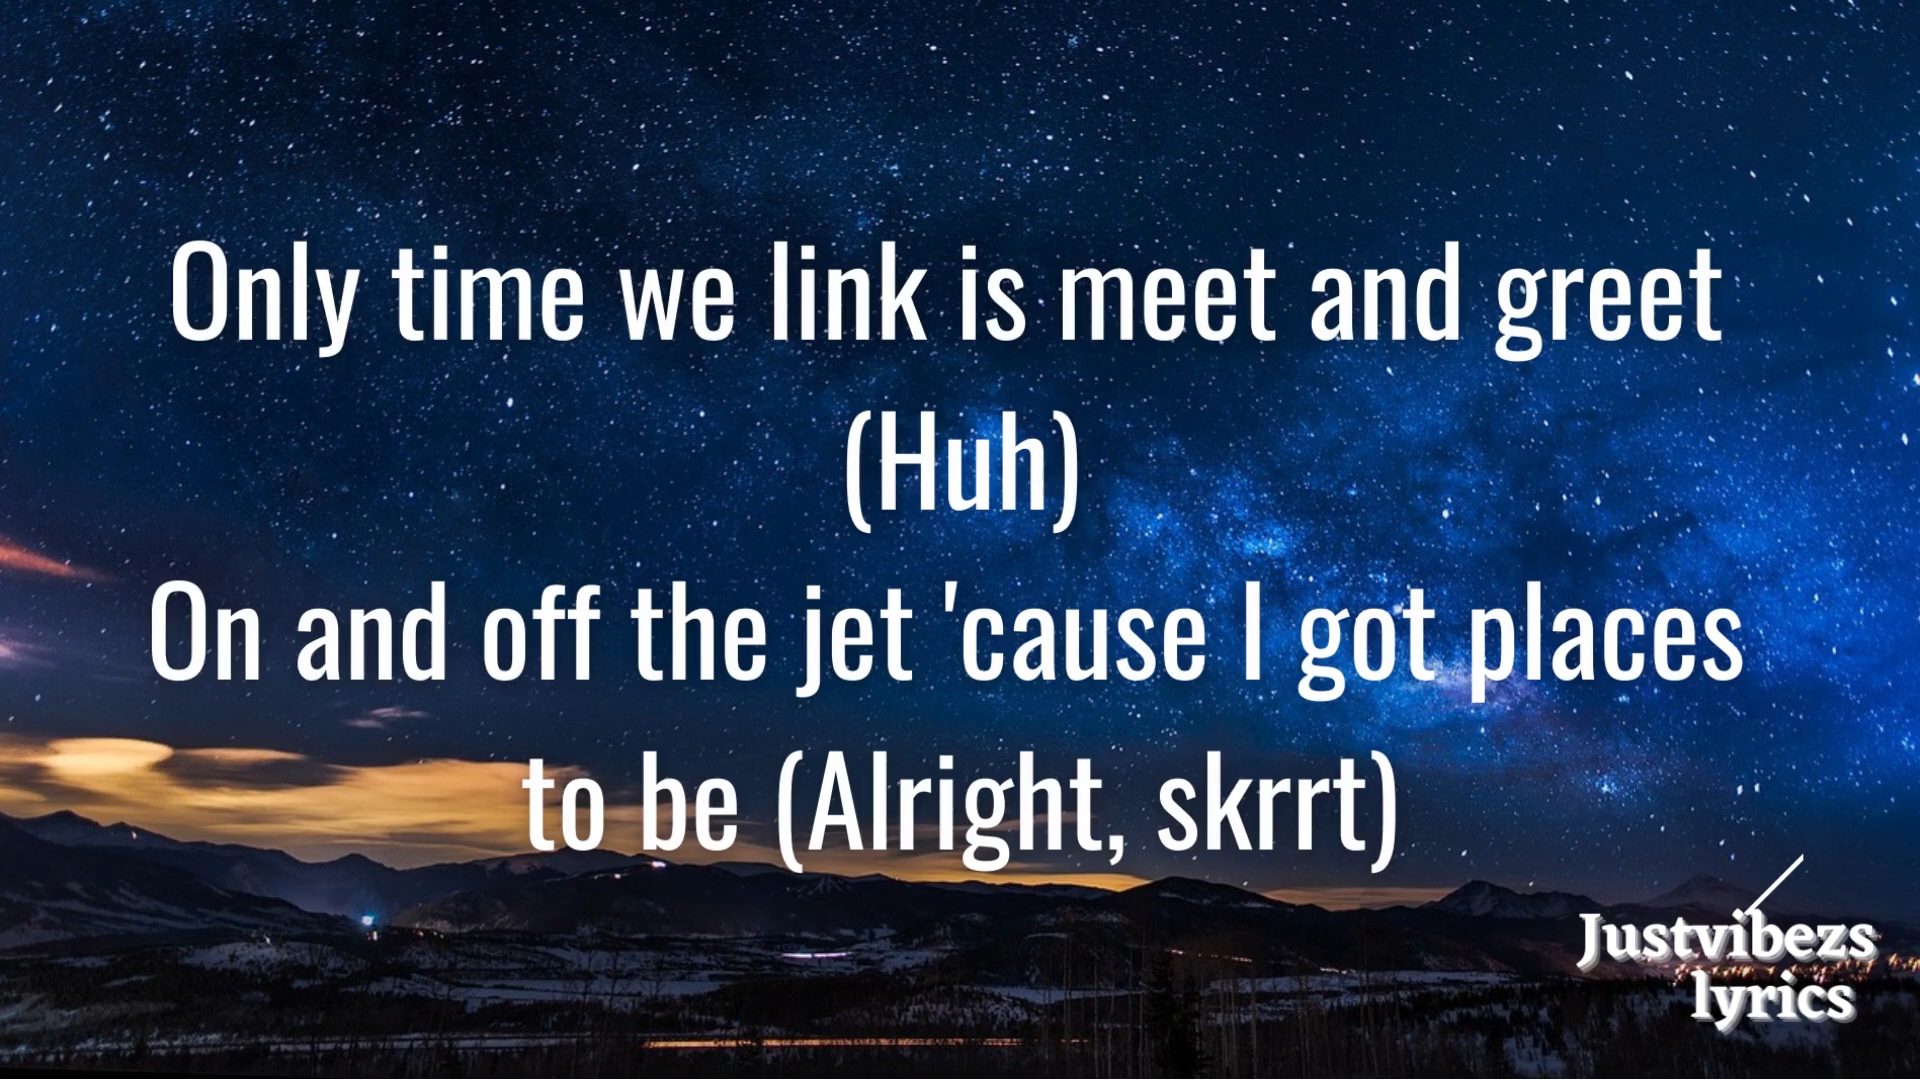 Only time we link is meet and greet
(Huh)
On and off the jet 'cause I got places
to be (Alright, skrrt)
Justvibezs
lyrics